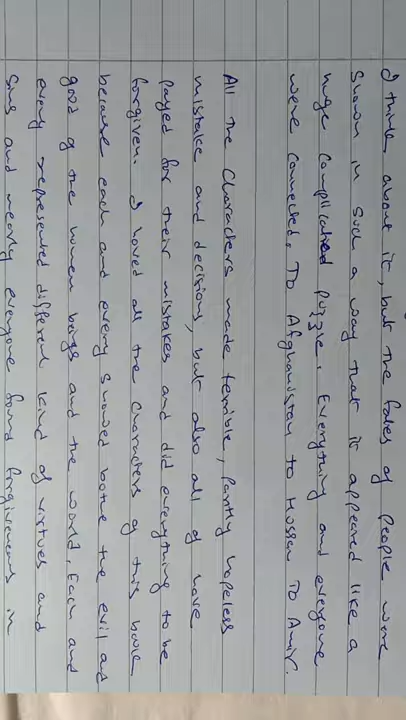 I think about it, but the fates of people were
shown in such a way that it appeared like a
huge complicated puzzle. Everything and everyone
were connected. To Afghanistan to Hassan To Amir.
All the characters made terrible, partly hopeless
mistake and decisions, but also all of have
payed for their mistakes and did everything to be
forgiven. I loved all the characters of this book
because each and every showed bothe the evil ad
good of the humen beings and the world. Each and
every represented different kind of virtues and
Sins and nearly everyone found forgiveness in